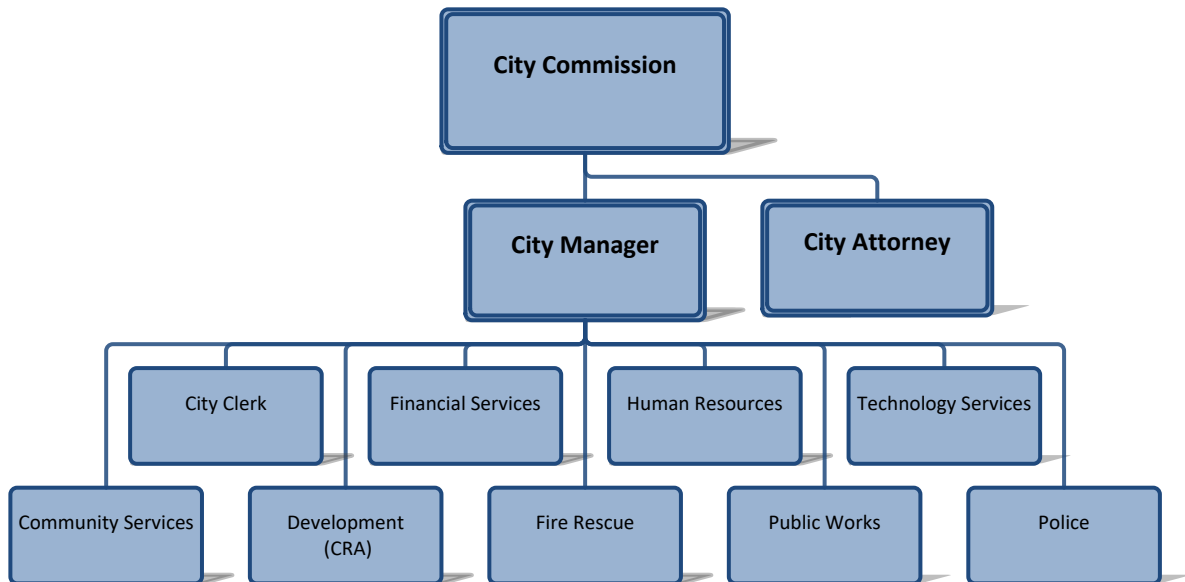 City Commission
City Manager
City Attorney
City Clerk
Financial Services
Human Resources
Technology Services
Community Services
Development
(CRA)
Fire Rescue
Public Works
Police